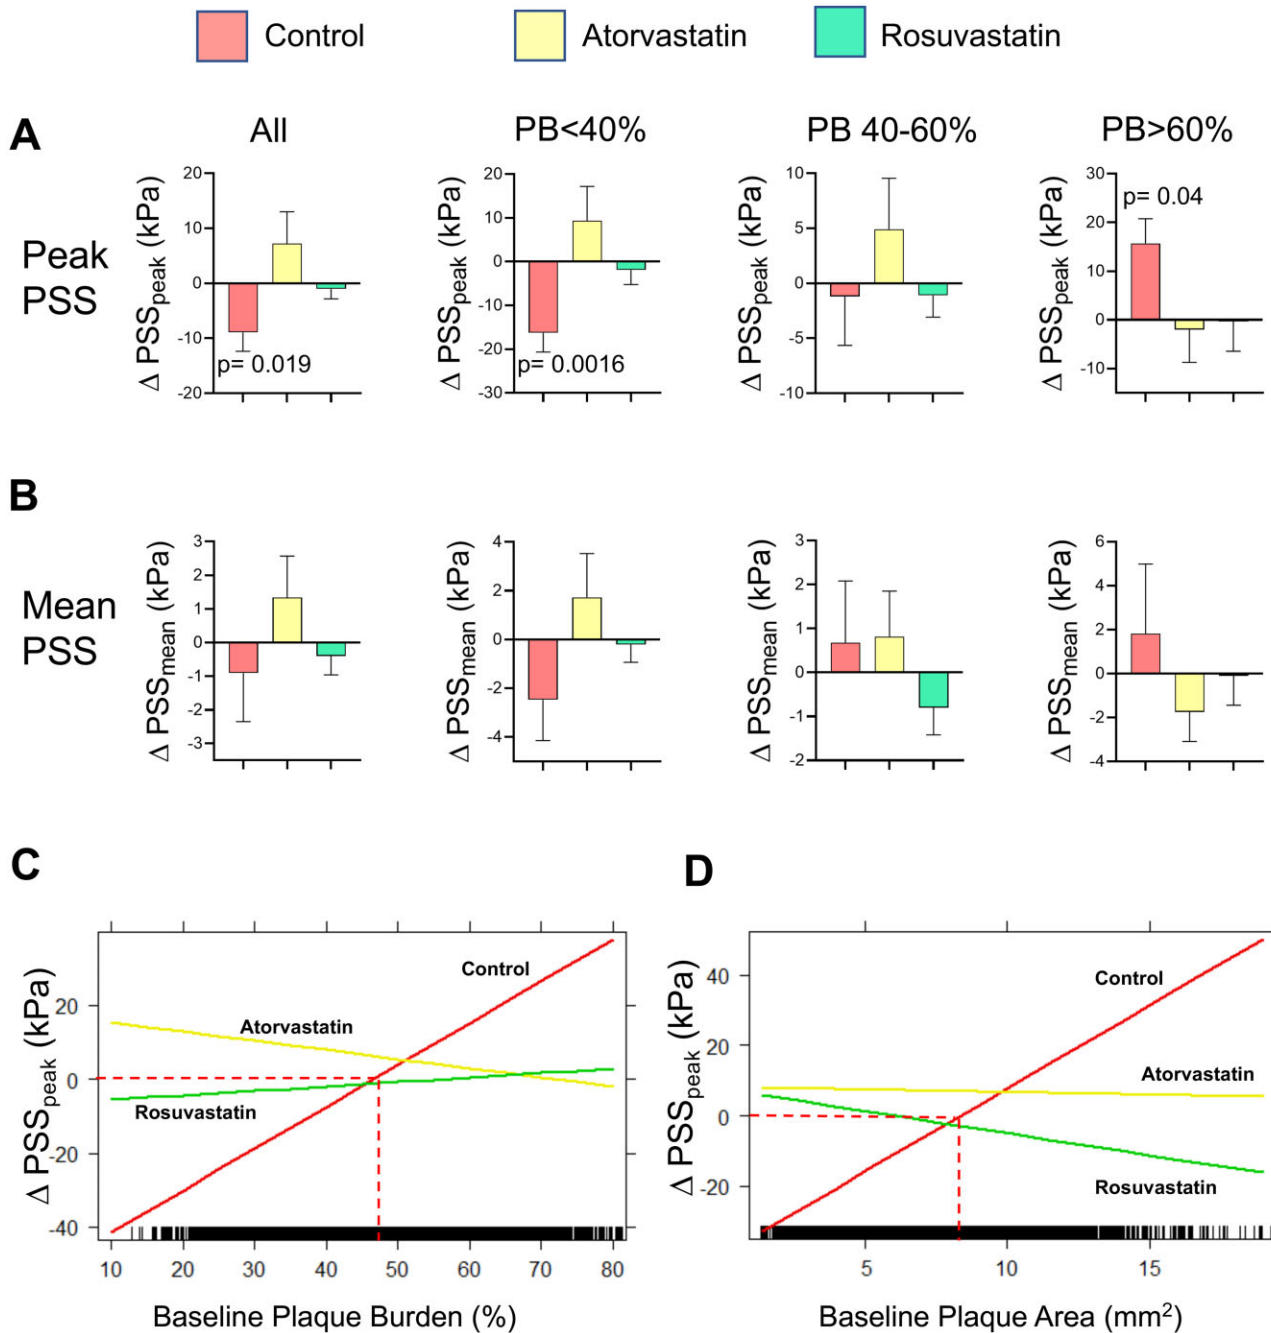 Control Atorvastatin Rosuvastatin
A
All PB<40% PB 40-60% PB>60%
Peak
PSS
Δ PSSpeak (kPa)
20
10
0
-10
-20
p= 0.019
Δ PSSpeak (kPa)
20
10
0
-10
-20
-30
p= 0.0016
Δ PSSpeak (kPa)
10
5
0
-5
-10
Δ PSSpeak (kPa)
30
20
10
0
-10
p= 0.04
B
Mean
PSS
Δ PSSmean (kPa)
3
2
1
0
-1
-2
-3
Δ PSSmean (kPa)
4
2
0
-2
-4
Δ PSSmean (kPa)
3
2
1
0
-1
-2
Δ PSSmean (kPa)
6
4
2
0
-2
-4
C
Δ PSSpeak (kPa)
20
0
-20
-40
Control
Atorvastatin
Rosuvastatin
10 20 30 40 50 60 70 80
Baseline Plaque Burden (%)
D
Δ PSSpeak (kPa)
40
20
0
-20
Control
Atorvastatin
Rosuvastatin
5 10 15
Baseline Plaque Area (mm²)